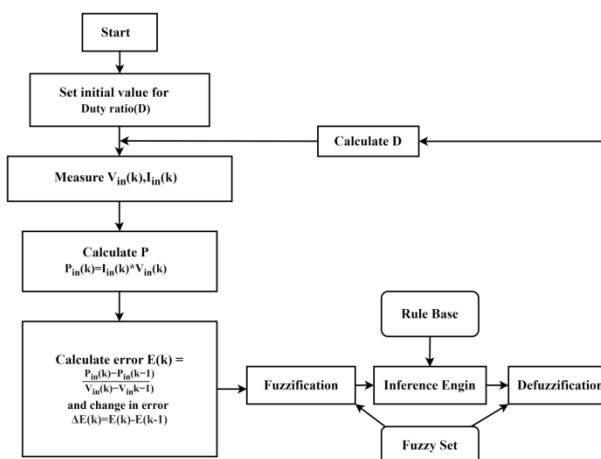 Start
Set initial value for
Duty ratio(D)
Calculate D
Measure V_in(k),I_in(k)
Calculate P
P_in(k)=I_in(k)*V_in(k)
Rule Base
Calculate error E(k) =
P_in(k)−P_in(k−1)
V_in(k)−V_ink−1)
and change in error
ΔE(k)=E(k)-E(k-1)
Fuzzification
Inference Engin
Defuzzification
Fuzzy Set